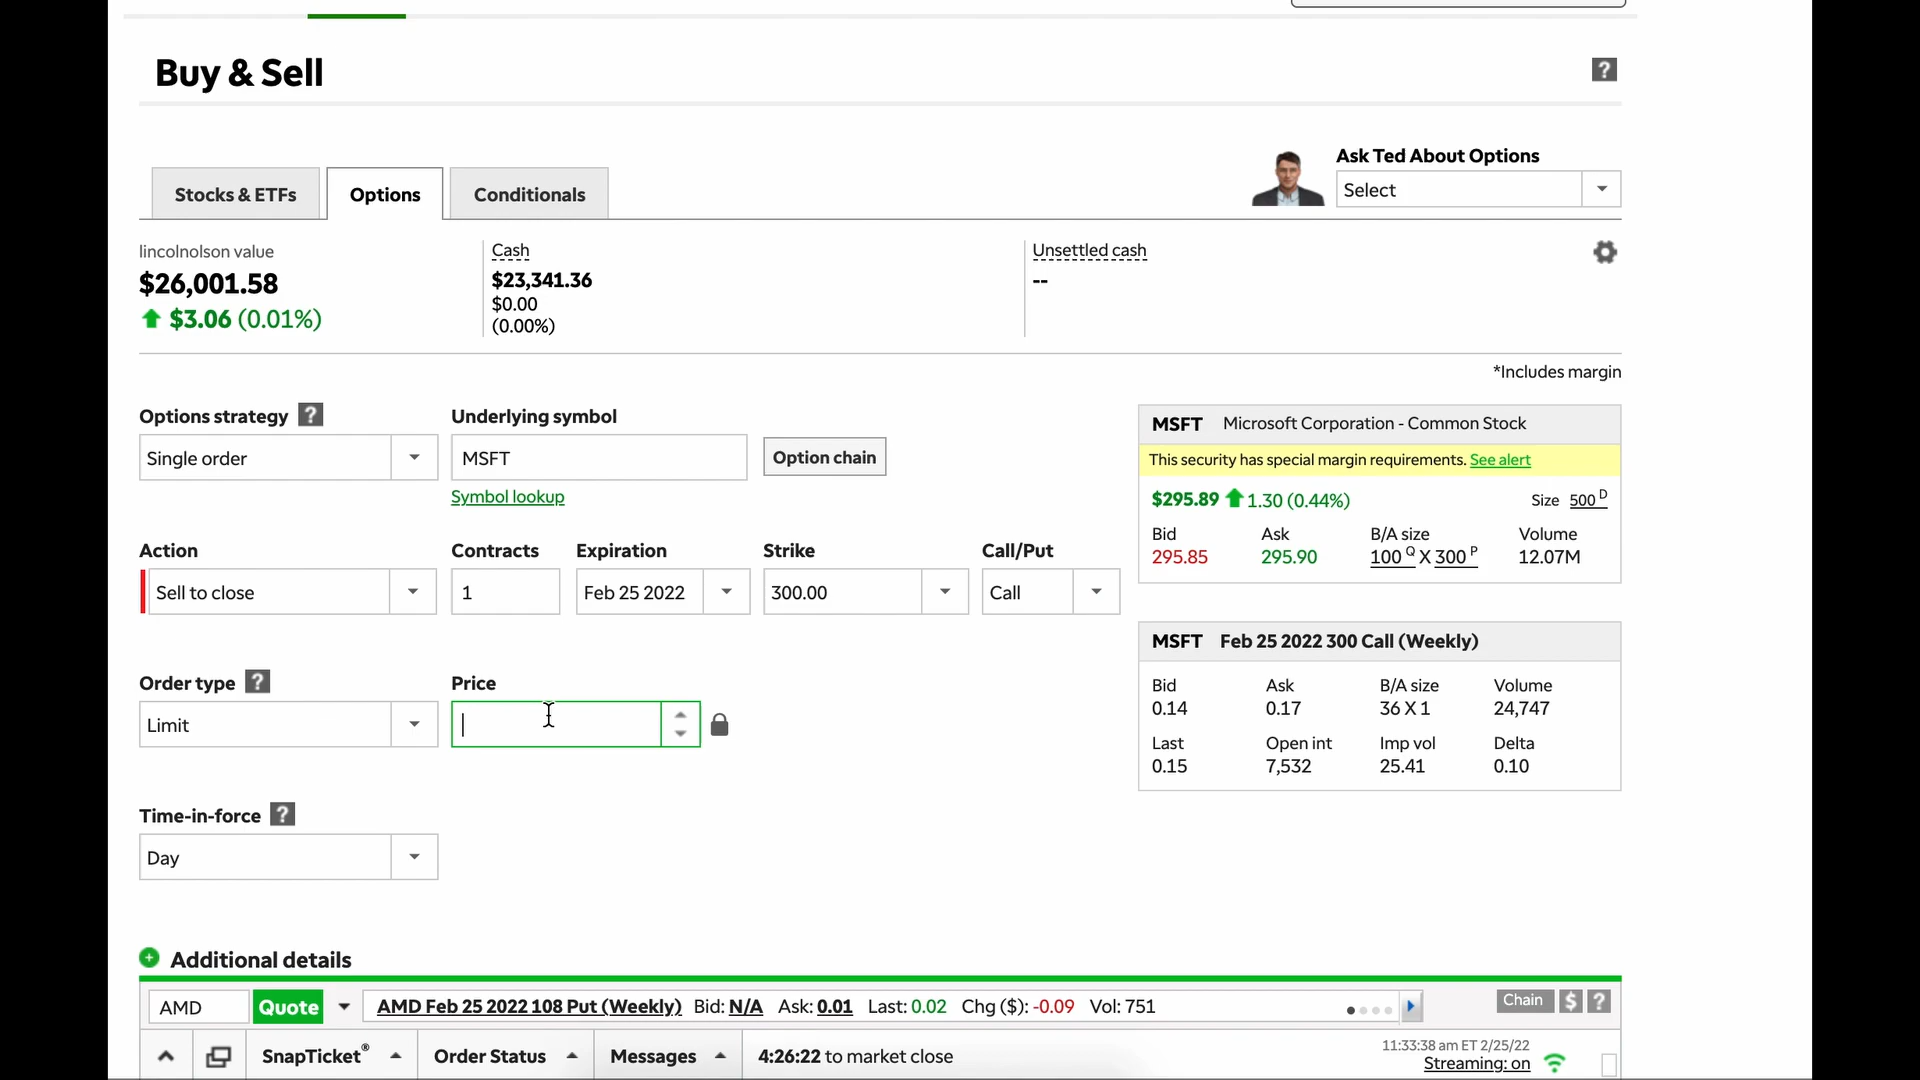 Buy & Sell
?
Stocks & ETFs
Options
Conditionals
Ask Ted About Options
Select
lincolnolson value
$26,001.58
$3.06 (0.01%)
Cash
$23,341.36
$0.00
(0.00%)
Unsettled cash
--
*Includes margin
Options strategy ?
Single order
Underlying symbol
MSFT
Option chain
Symbol lookup
Action
Sell to close
Contracts
1
Expiration
Feb 25 2022
Strike
300.00
Call/Put
Call
Order type ?
Limit
Price
Time-in-force ?
Day
MSFT Microsoft Corporation - Common Stock
This security has special margin requirements. See alert
$295.89 1.30 (0.44%) Size 500 D
Bid Ask B/A size Volume
295.85 295.90 100 Q X 300 P 12.07M
MSFT Feb 25 2022 300 Call (Weekly)
Bid Ask B/A size Volume
0.14 0.17 36 X 1 24,747
Last Open int Imp vol Delta
0.15 7,532 25.41 0.10
Additional details
AMD Quote AMD Feb 25 2022 108 Put (Weekly) Bid: N/A Ask: 0.01 Last: 0.02 Chg ($): -0.09 Vol: 751 Chain $ ?
SnapTicket® Order Status Messages 4:26:22 to market close
11:33:38 am ET 2/25/22
Streaming: on